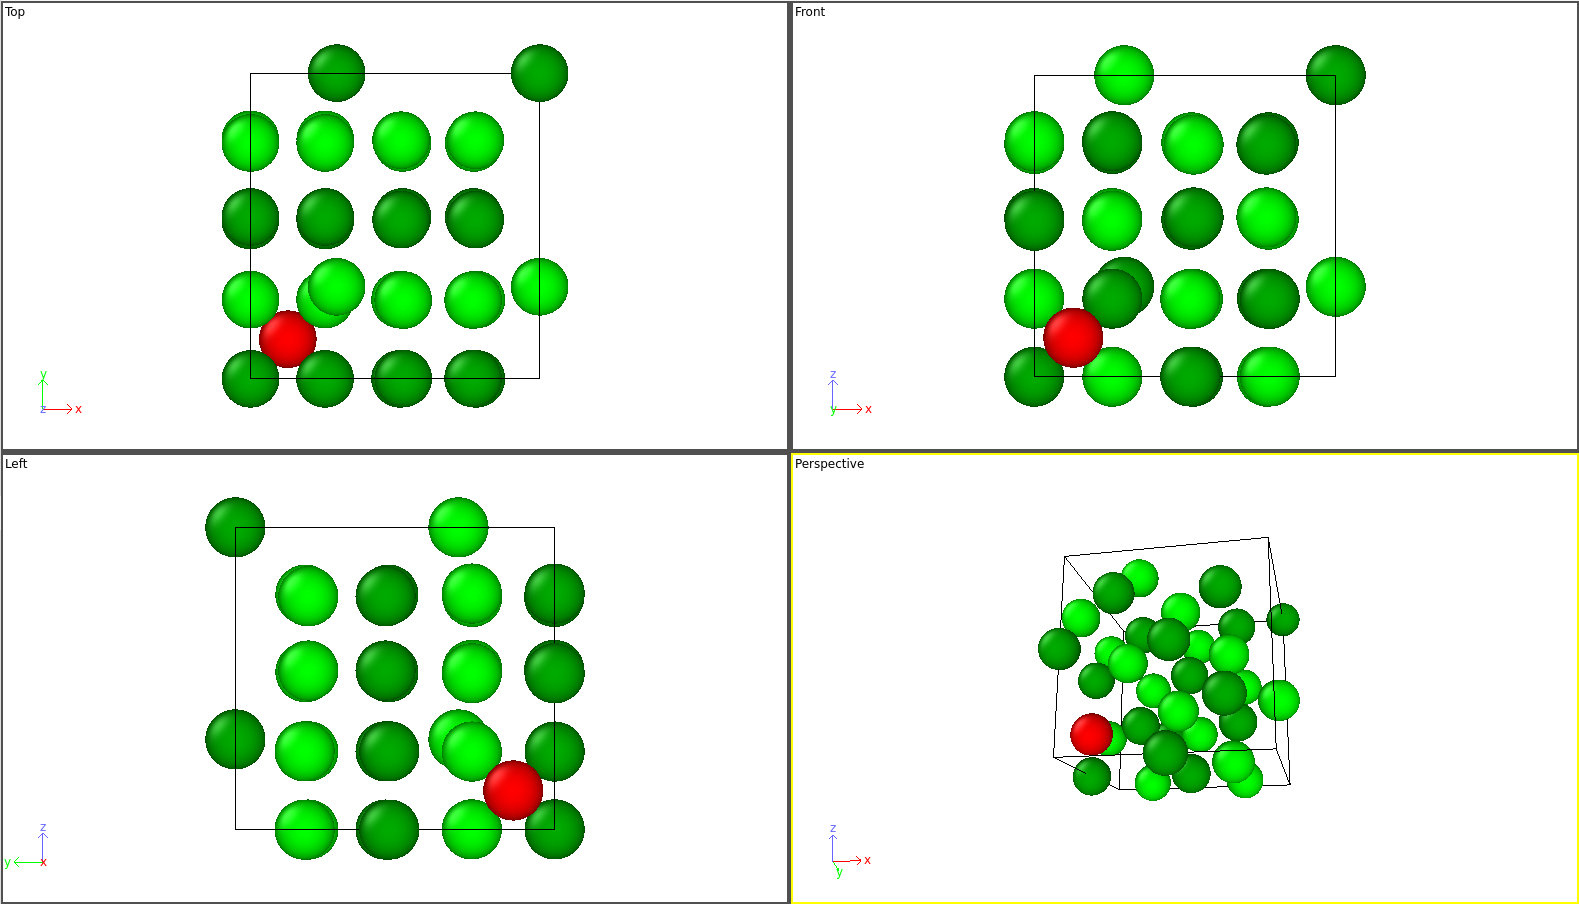 Top
y
z x
Front
z
y x
Left
z
y x
Perspective
z
x
y